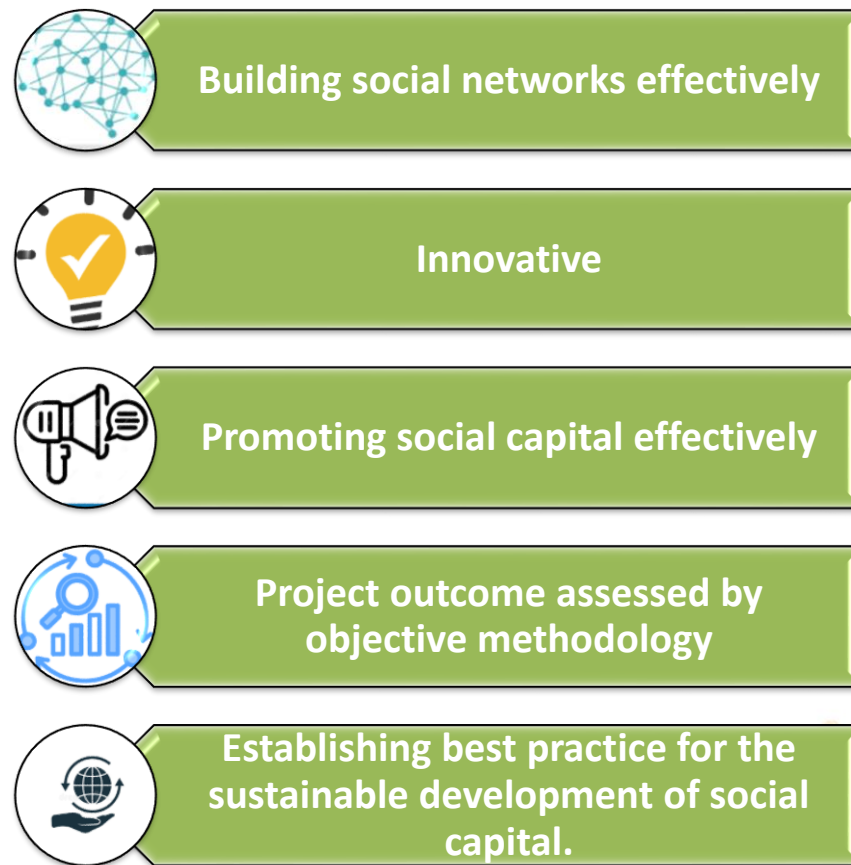 Building social networks effectively
Innovative
Promoting social capital effectively
Project outcome assessed by
objective methodology
Establishing best practice for the
sustainable development of social
capital.